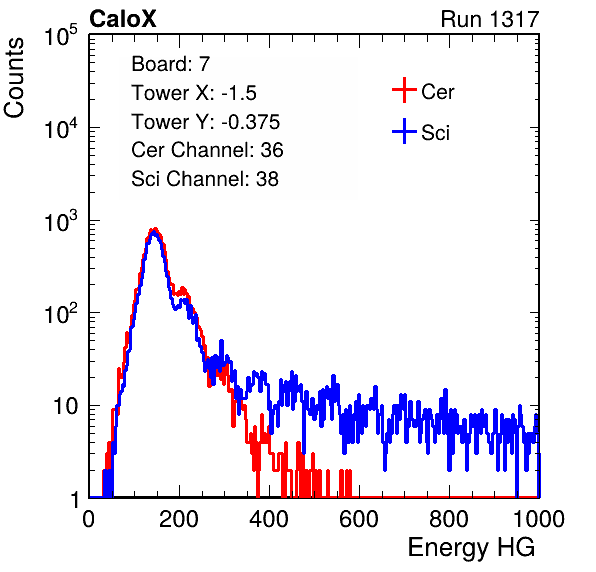 CaloX Run 1317
Counts
Board: 7
Tower X: -1.5
Tower Y: -0.375
Cer Channel: 36
Sci Channel: 38
Cer
Sci
10^5
10^4
10^3
10^2
10
1
0 200 400 600 800 1000
Energy HG